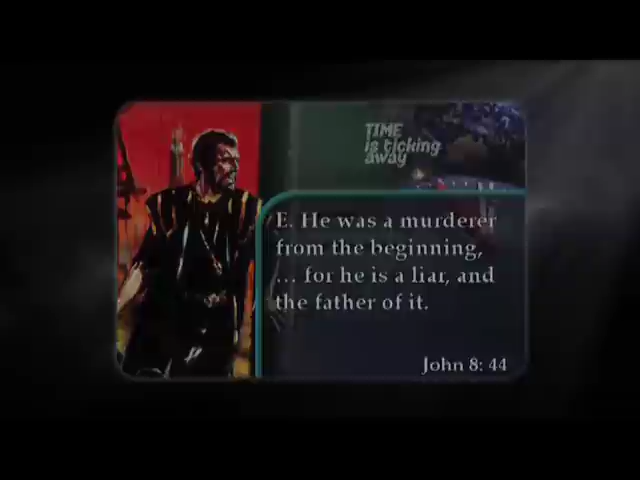 TIME
is ticking
away
E. He was a murderer
from the beginning,
... for he is a liar, and
the father of it.
John 8: 44